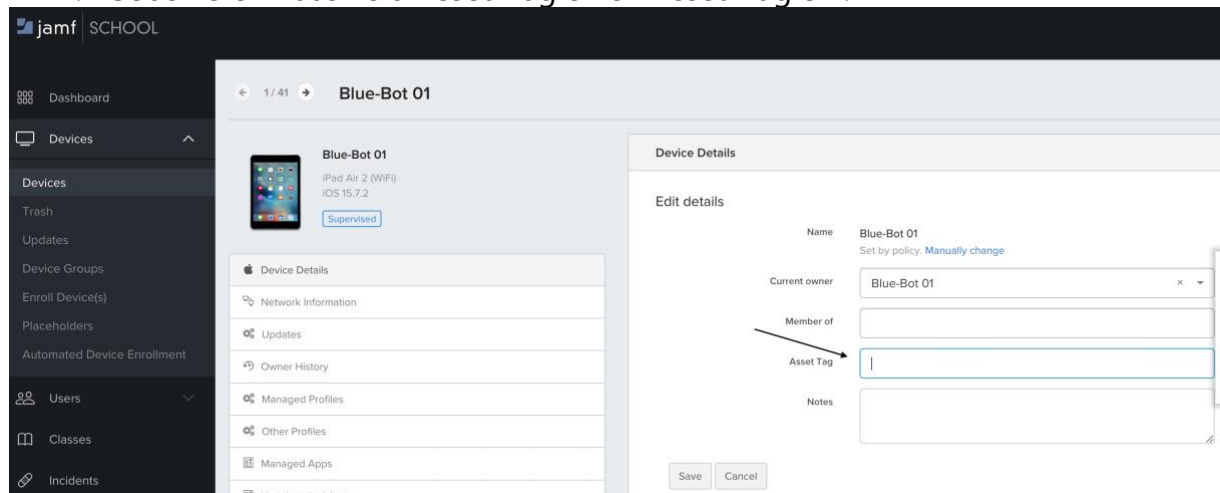 jamf SCHOOL
Dashboard
Devices
Devices
Trash
Updates
Device Groups
Enroll Device(s)
Placeholders
Automated Device Enrollment
Users
Classes
Incidents
1/41
Blue-Bot 01
Blue-Bot 01
iPad Air 2 (WiFi)
iOS 15.7.2
Supervised
Device Details
Network Information
Updates
Owner History
Managed Profiles
Other Profiles
Managed Apps
Device Details
Edit details
Name
Blue-Bot 01
Set by policy. Manually change
Current owner
Blue-Bot 01
Member of
Asset Tag
Notes
Save
Cancel